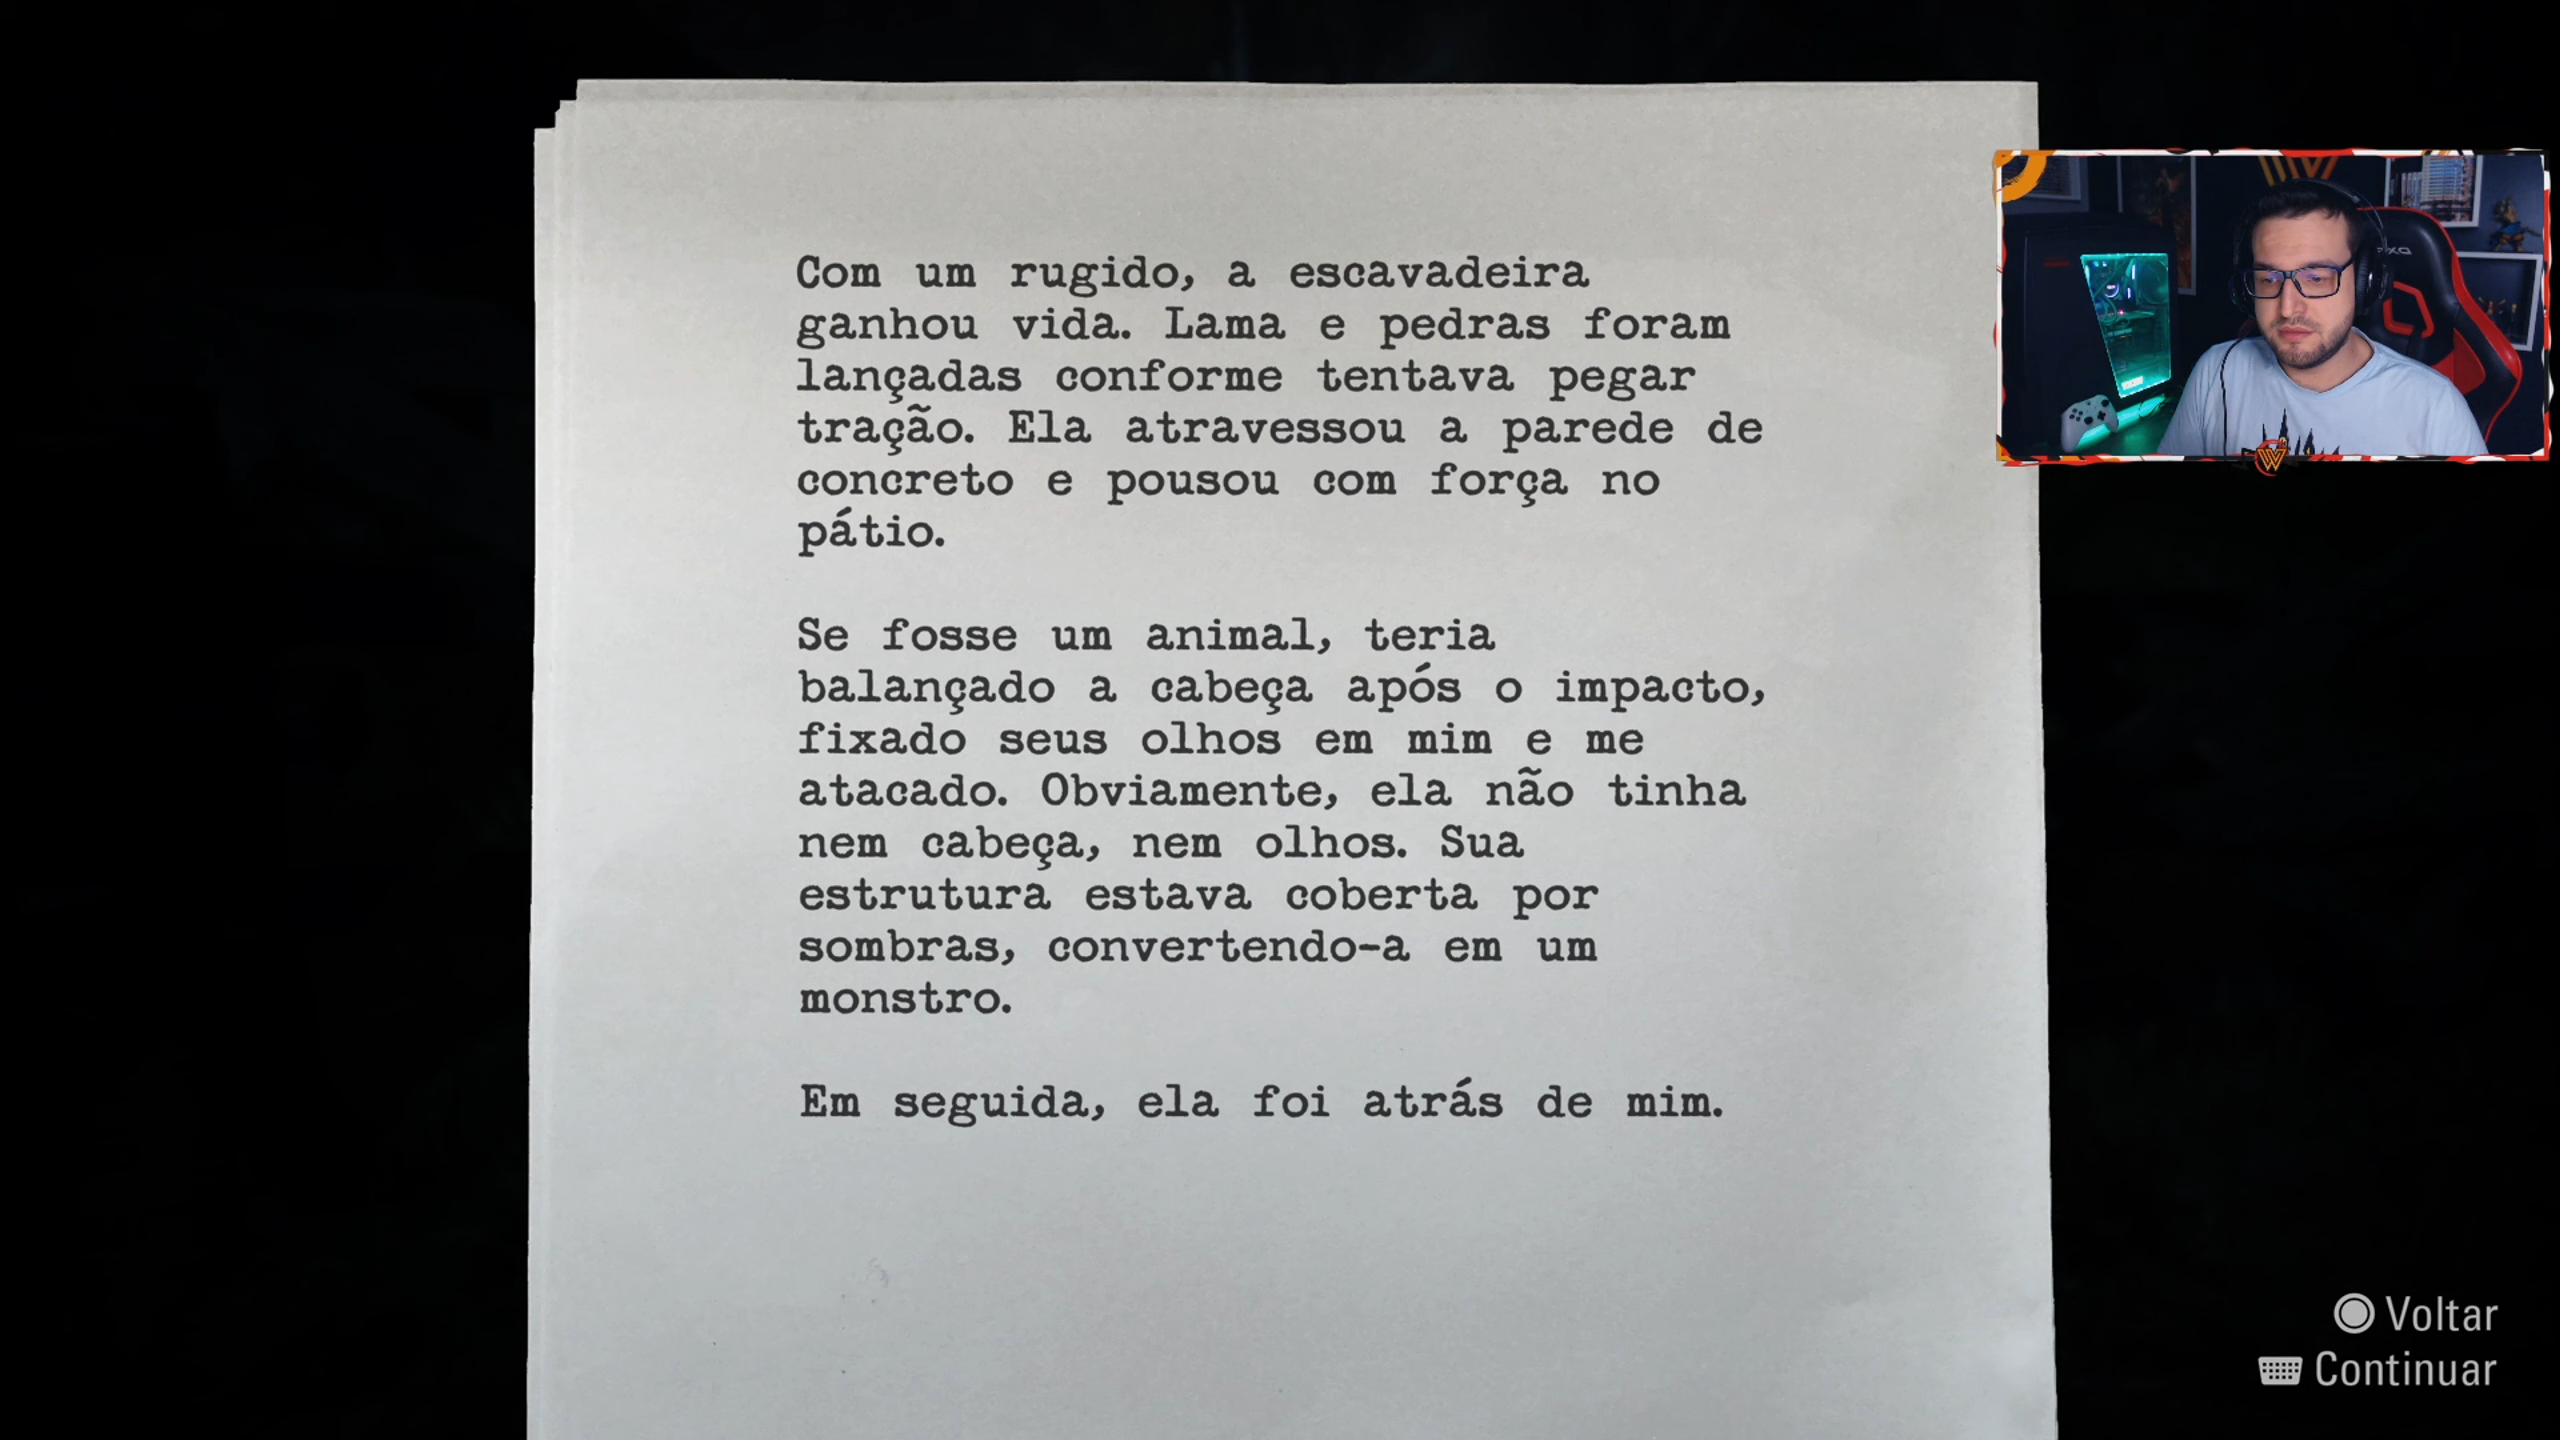 Com um rugido, a escavadeira
ganhou vida. Lama e pedras foram
lançadas conforme tentava pegar
tração. Ela atravessou a parede de
concreto e pousou com força no
pátio.
Se fosse um animal, teria
balançado a cabeça após o impacto,
fixado seus olhos em mim e me
atacado. Obviamente, ela não tinha
nem cabeça, nem olhos. Sua
estrutura estava coberta por
sombras, convertendo-a em um
monstro.
Em seguida, ela foi atrás de mim.
Voltar
Continuar